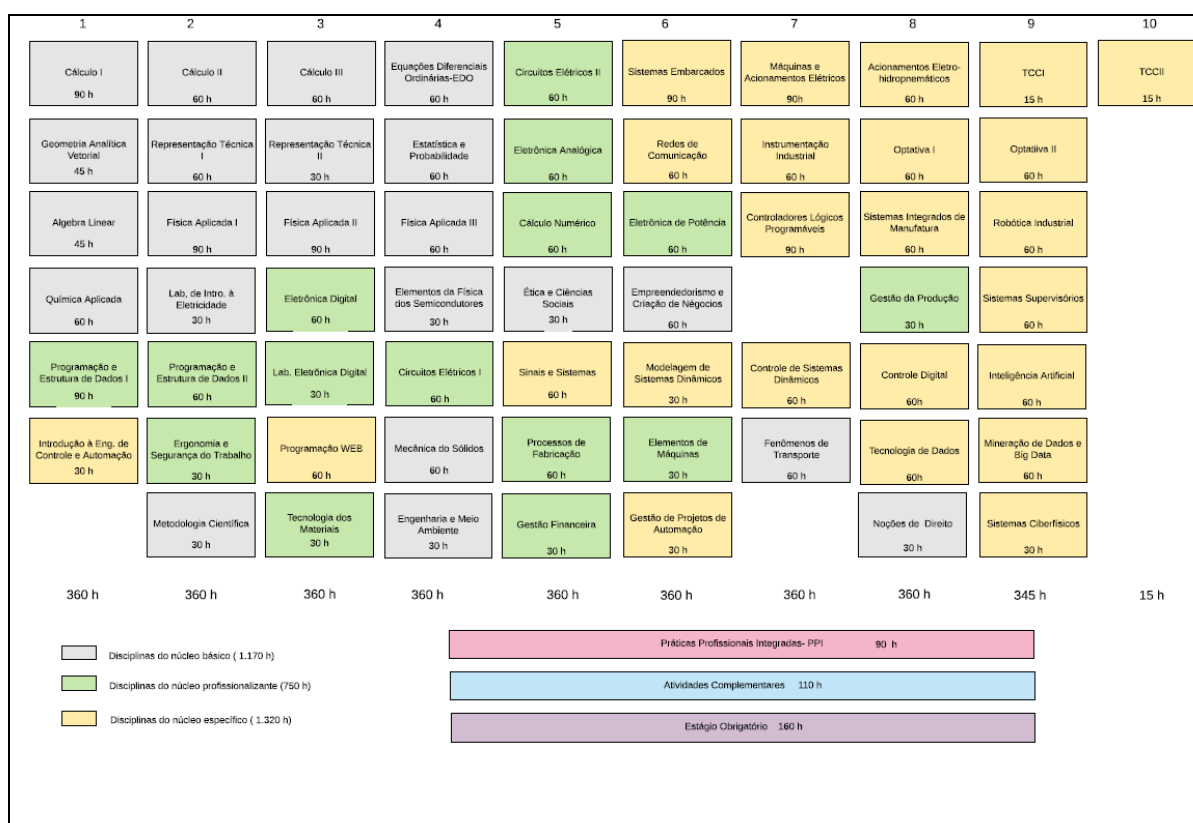 1 2 3 4 5 6 7 8 9 10
Cálculo I
90 h
Cálculo II
60 h
Cálculo III
60 h
Equações Diferenciais
Ordinárias-EDO
60 h
Circuitos Elétricos II
60 h
Sistemas Embarcados
90 h
Máquinas e
Acionamentos Elétricos
90h
Acionamentos Eletro-
hidropnemáticos
60 h
TCCI
15 h
TCCII
15 h
Geometria Analítica
Vetorial
45 h
Representação Técnica
I
60 h
Representação Técnica
II
30 h
Estatística e
Probabilidade
60 h
Eletrônica Analógica
60 h
Redes de
Comunicação
60 h
Instrumentação
Industrial
60 h
Optativa I
60 h
Optatiiva II
60 h
Algebra Linear
45 h
Física Aplicada I
90 h
Física Aplicada II
90 h
Física Aplicada III
60 h
Cálculo Numérico
60 h
Eletrônica de Potência
60 h
Controladores Lógicos
Programáveis
90 h
Sistemas Integrados de
Manufatura
60 h
Robótica Industrial
60 h
Química Aplicada
60 h
Lab, de Intro. à
Eletricidade
30 h
Eletrônica Digital
60 h
Elementos da Física
dos Semicondutores
30 h
Ética e Ciências
Sociais
30 h
Empreendedorismo e
Criação de Négocios
60 h
Gestão da Produção
30 h
Sistemas Supervisórios
60 h
Programação e
Estrutura de Dados I
90 h
Programação e
Estrutura de Dados II
60 h
Lab. Eletrônica Digital
30 h
Circuitos Elétricos I
60 h
Sinais e Sistemas
60 h
Modelagem de
Sistemas Dinâmicos
30 h
Controle de Sistemas
Dinâmicos
60 h
Controle Digital
60h
Inteligência Artificial
60 h
Introdução à Eng. de
Controle e Automação
30 h
Ergonomia e
Segurança do Trabalho
30 h
Programação WEB
60 h
Mecânica do Sólidos
60 h
Processos de
Fabricação
60 h
Elementos de
Máquinas
30 h
Fenômenos de
Transporte
60 h
Tecnologia de Dados
60h
Mineração de Dados e
Big Data
60 h
Metodologia Científica
30 h
Tecnologia dos
Materiais
30 h
Engenharia e Meio
Ambiente
30 h
Gestão Financeira
30 h
Gestão de Projetos de
Automação
30 h
Noções de Direito
30 h
Sistemas Ciberfísicos
30 h
360 h 360 h 360 h 360 h 360 h 360 h 360 h 360 h 345 h 15 h
Práticas Profissionais Integradas- PPI 90 h
Disciplinas do núcleo básico ( 1.170 h)
Atividades Complementares 110 h
Disciplinas do núcleo profissionalizante (750 h)
Disciplinas do núcleo específico ( 1.320 h)
Estágio Obrigatório 160 h